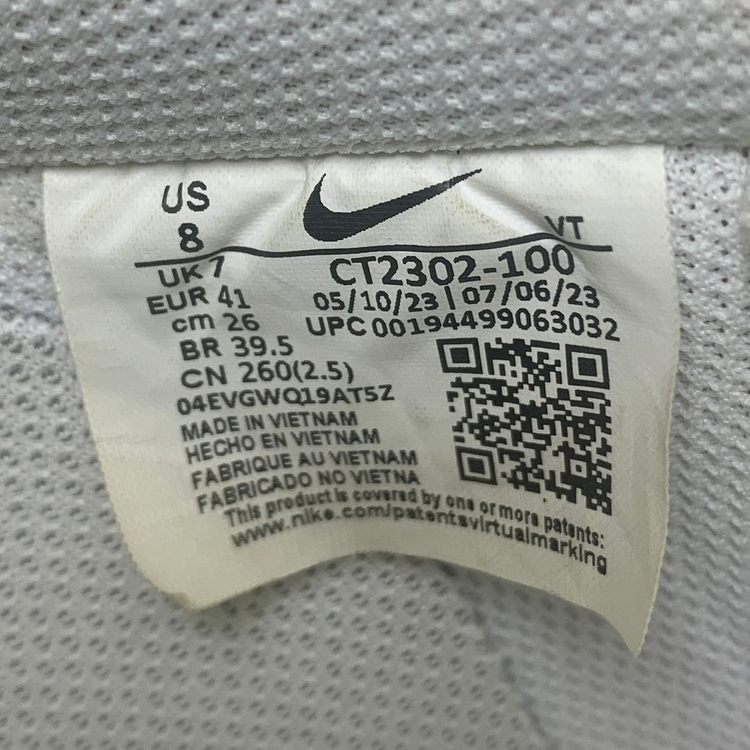 US
8
VT
UK 7
CT2302-100
EUR 41
05/10/23 | 07/06/23
cm 26
UPC 00194499063032
BR 39.5
CN 260(2.5)
04EVGWQ19AT5Z
MADE IN VIETNAM
HECHO EN VIETNAM
FABRIQUE AU VIETNAM
FABRICADO NO VIETNA
This product is covered by one or more patents:
www.nike.com/patentsvirtualmarking